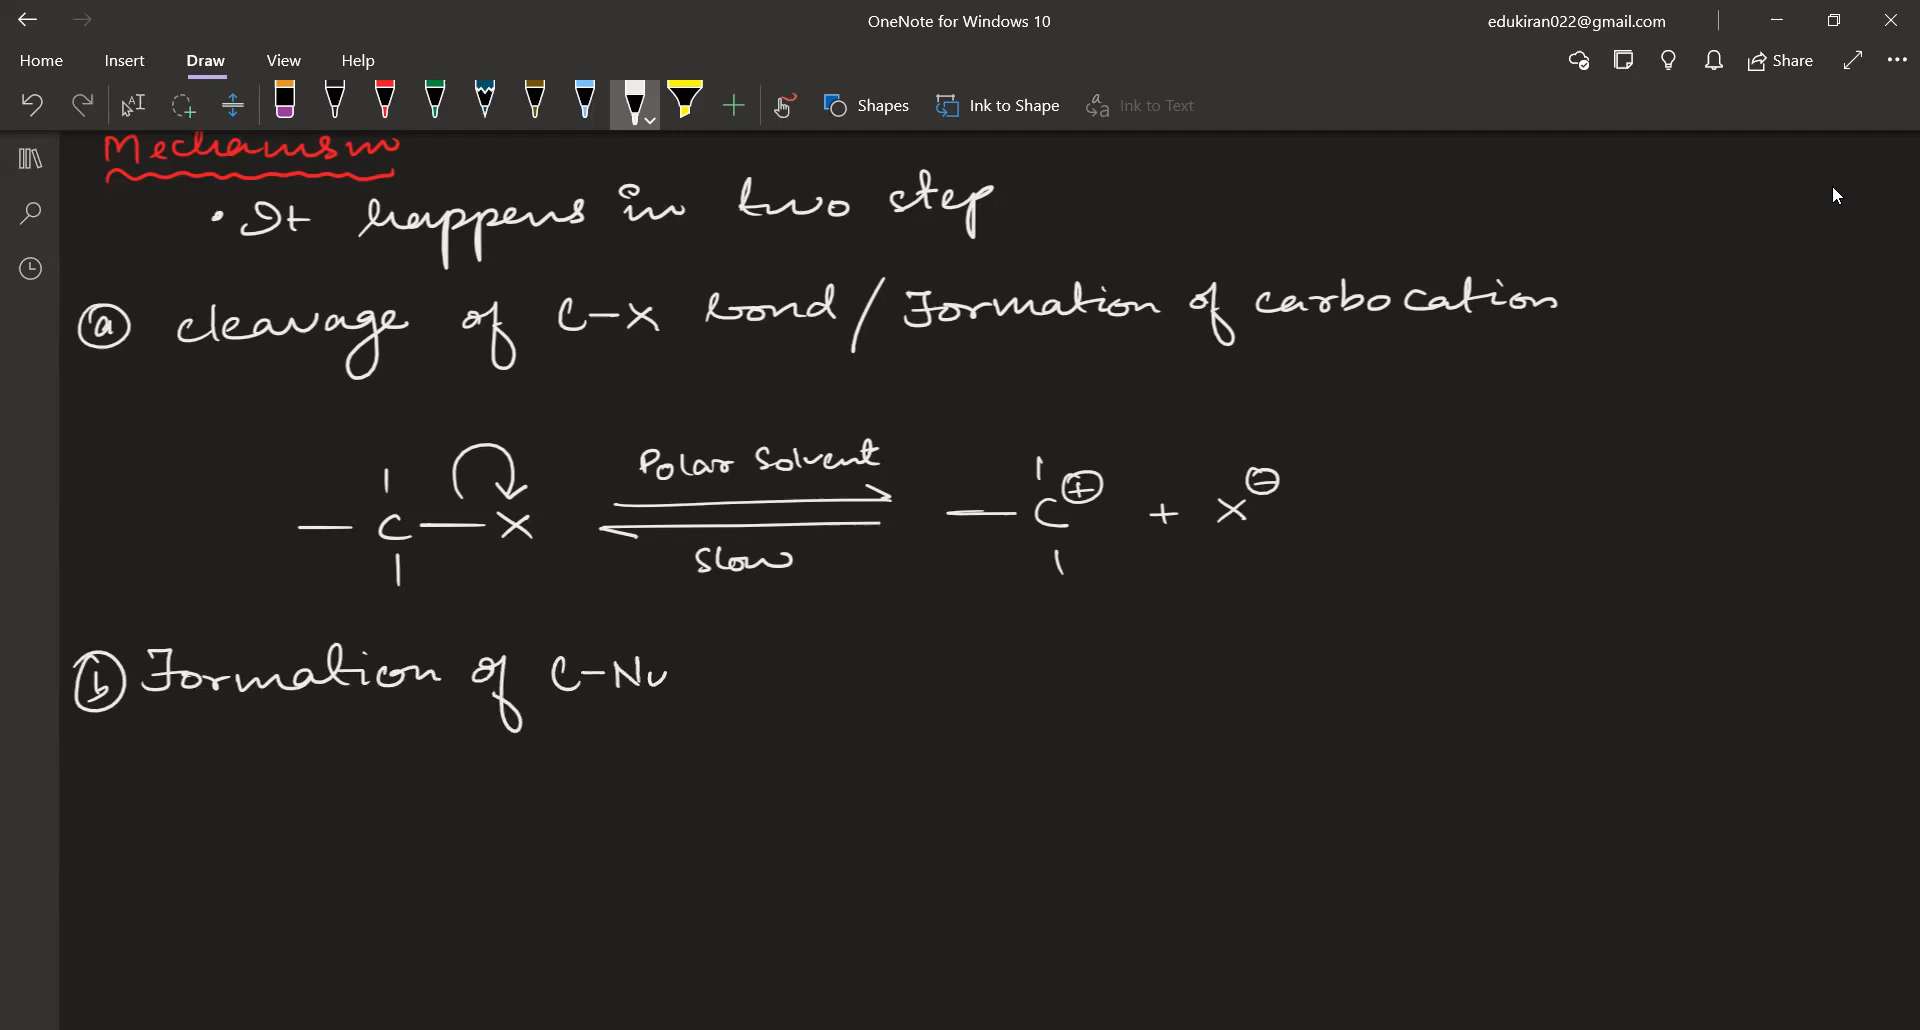 OneNote for Windows 10
edukiran022@gmail.com
Home Insert Draw View Help
Share
Shapes Ink to Shape Ink to Text
Mechanism
• It happens in two step
ⓐ cleavage of C-X bond / Formation of carbocation
Polar Solvent
— C — X — C⊕ + X⊖
Slow
ⓑ Formation of C-Nu